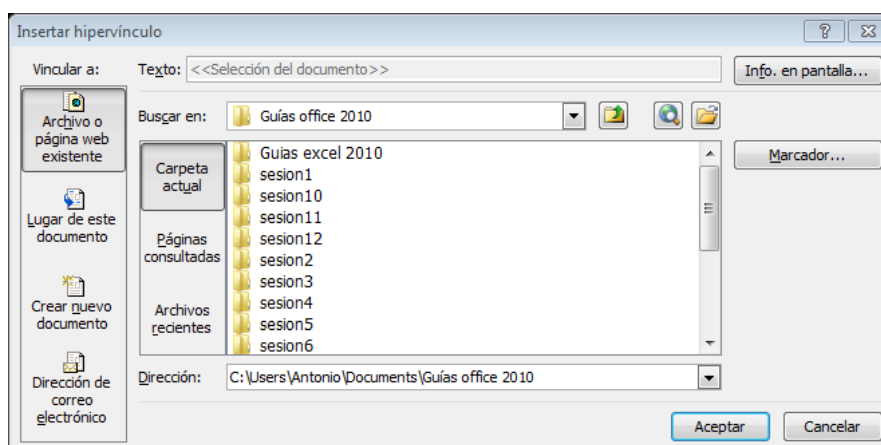 Insertar hipervínculo
Vincular a:
Texto: <<Selección del documento>>
Info. en pantalla...
Archivo o
página web
existente
Buscar en: Guías office 2010
Marcador...
Lugar de este
documento
Crear nuevo
documento
Dirección de
correo
electrónico
Carpeta
actual
Páginas
consultadas
Archivos
recientes
Guias excel 2010
sesion1
sesion10
sesion11
sesion12
sesion2
sesion3
sesion4
sesion5
sesion6
Dirección: C:\Users\Antonio\Documents\Guías office 2010
Aceptar
Cancelar